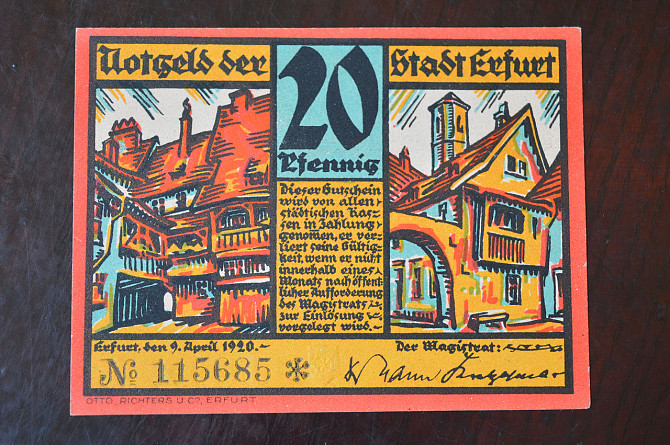 Notgeld der
20
Stadt Erfurt
Pfennig
Dieser Gutschein
wird von allen
städtischen Kas-
sen in Zahlung
genommen, er ver-
liert seine Gültig-
keit, wenn er nicht
innerhalb eines
Monats nach öffent-
licher Aufforderung
des Magistrats
zur Einlösung
vorgelegt wird.
Erfurt, den 9. April 1920.
Der Magistrat:
No 115685 *
OTTO RICHTERS U Co, ERFURT